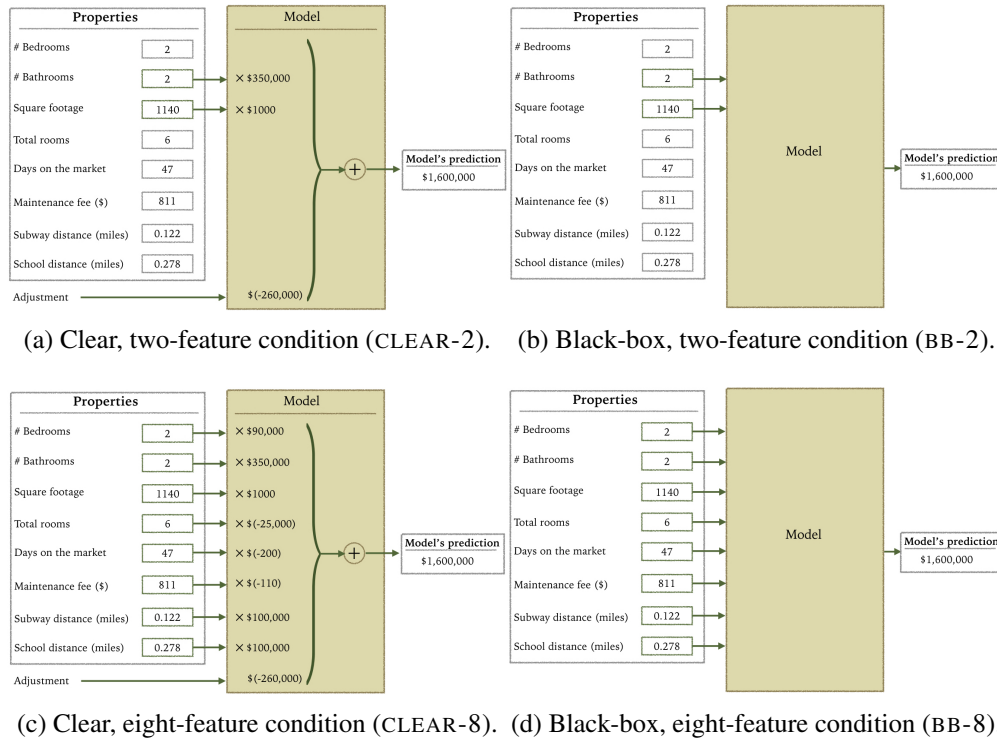 Properties
# Bedrooms 2
# Bathrooms 2
Square footage 1140
Total rooms 6
Days on the market 47
Maintenance fee ($) 811
Subway distance (miles) 0.122
School distance (miles) 0.278
Adjustment
Model
× $350,000
× $1000
+
$(-260,000)
Model's prediction
$1,600,000
(a) Clear, two-feature condition (CLEAR-2).
Properties
# Bedrooms 2
# Bathrooms 2
Square footage 1140
Total rooms 6
Days on the market 47
Maintenance fee ($) 811
Subway distance (miles) 0.122
School distance (miles) 0.278
Model
Model's prediction
$1,600,000
(b) Black-box, two-feature condition (BB-2).
Properties
# Bedrooms 2
# Bathrooms 2
Square footage 1140
Total rooms 6
Days on the market 47
Maintenance fee ($) 811
Subway distance (miles) 0.122
School distance (miles) 0.278
Adjustment
Model
× $90,000
× $350,000
× $1000
× $(-25,000)
× $(-200)
× $(-110)
× $100,000
× $100,000
+
$(-260,000)
Model's prediction
$1,600,000
(c) Clear, eight-feature condition (CLEAR-8).
Properties
# Bedrooms 2
# Bathrooms 2
Square footage 1140
Total rooms 6
Days on the market 47
Maintenance fee ($) 811
Subway distance (miles) 0.122
School distance (miles) 0.278
Model
Model's prediction
$1,600,000
(d) Black-box, eight-feature condition (BB-8)